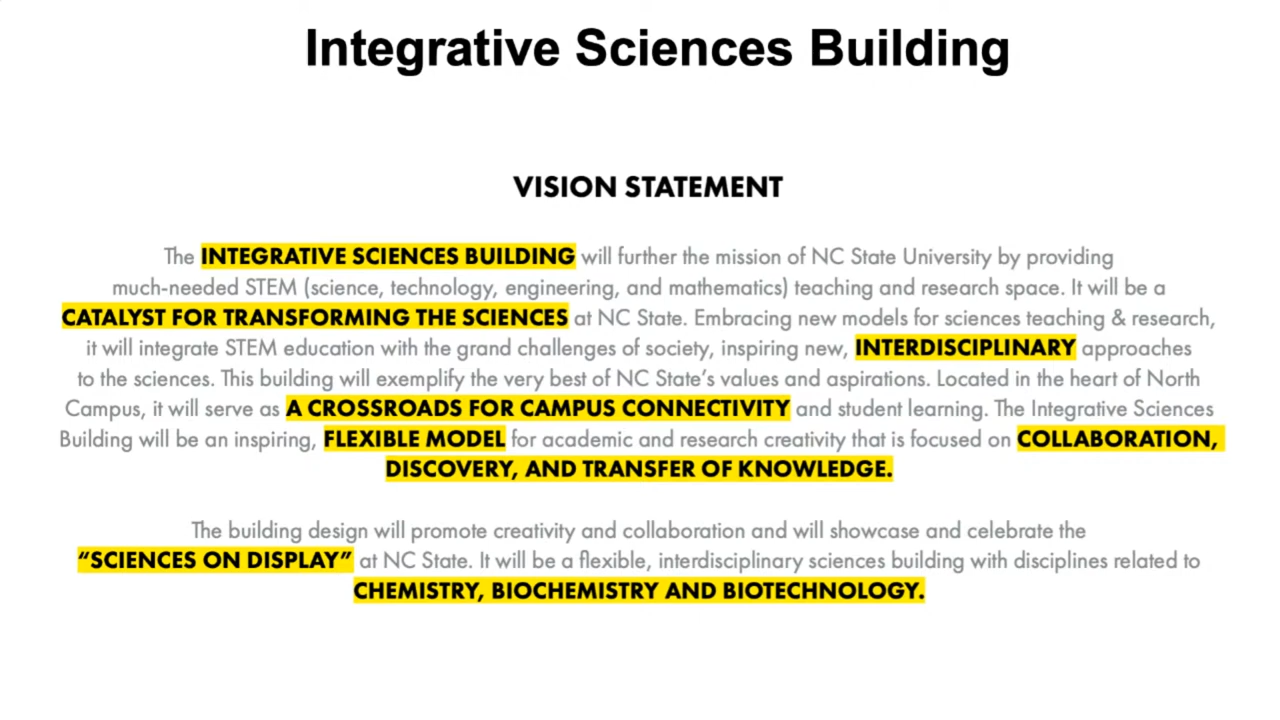 Integrative Sciences Building
VISION STATEMENT
The INTEGRATIVE SCIENCES BUILDING will further the mission of NC State University by providing
much-needed STEM (science, technology, engineering, and mathematics) teaching and research space. It will be a
CATALYST FOR TRANSFORMING THE SCIENCES at NC State. Embracing new models for sciences teaching & research,
it will integrate STEM education with the grand challenges of society, inspiring new, INTERDISCIPLINARY approaches
to the sciences. This building will exemplify the very best of NC State’s values and aspirations. Located in the heart of North
Campus, it will serve as A CROSSROADS FOR CAMPUS CONNECTIVITY and student learning. The Integrative Sciences
Building will be an inspiring, FLEXIBLE MODEL for academic and research creativity that is focused on COLLABORATION,
DISCOVERY, AND TRANSFER OF KNOWLEDGE.
The building design will promote creativity and collaboration and will showcase and celebrate the
“SCIENCES ON DISPLAY” at NC State. It will be a flexible, interdisciplinary sciences building with disciplines related to
CHEMISTRY, BIOCHEMISTRY AND BIOTECHNOLOGY.